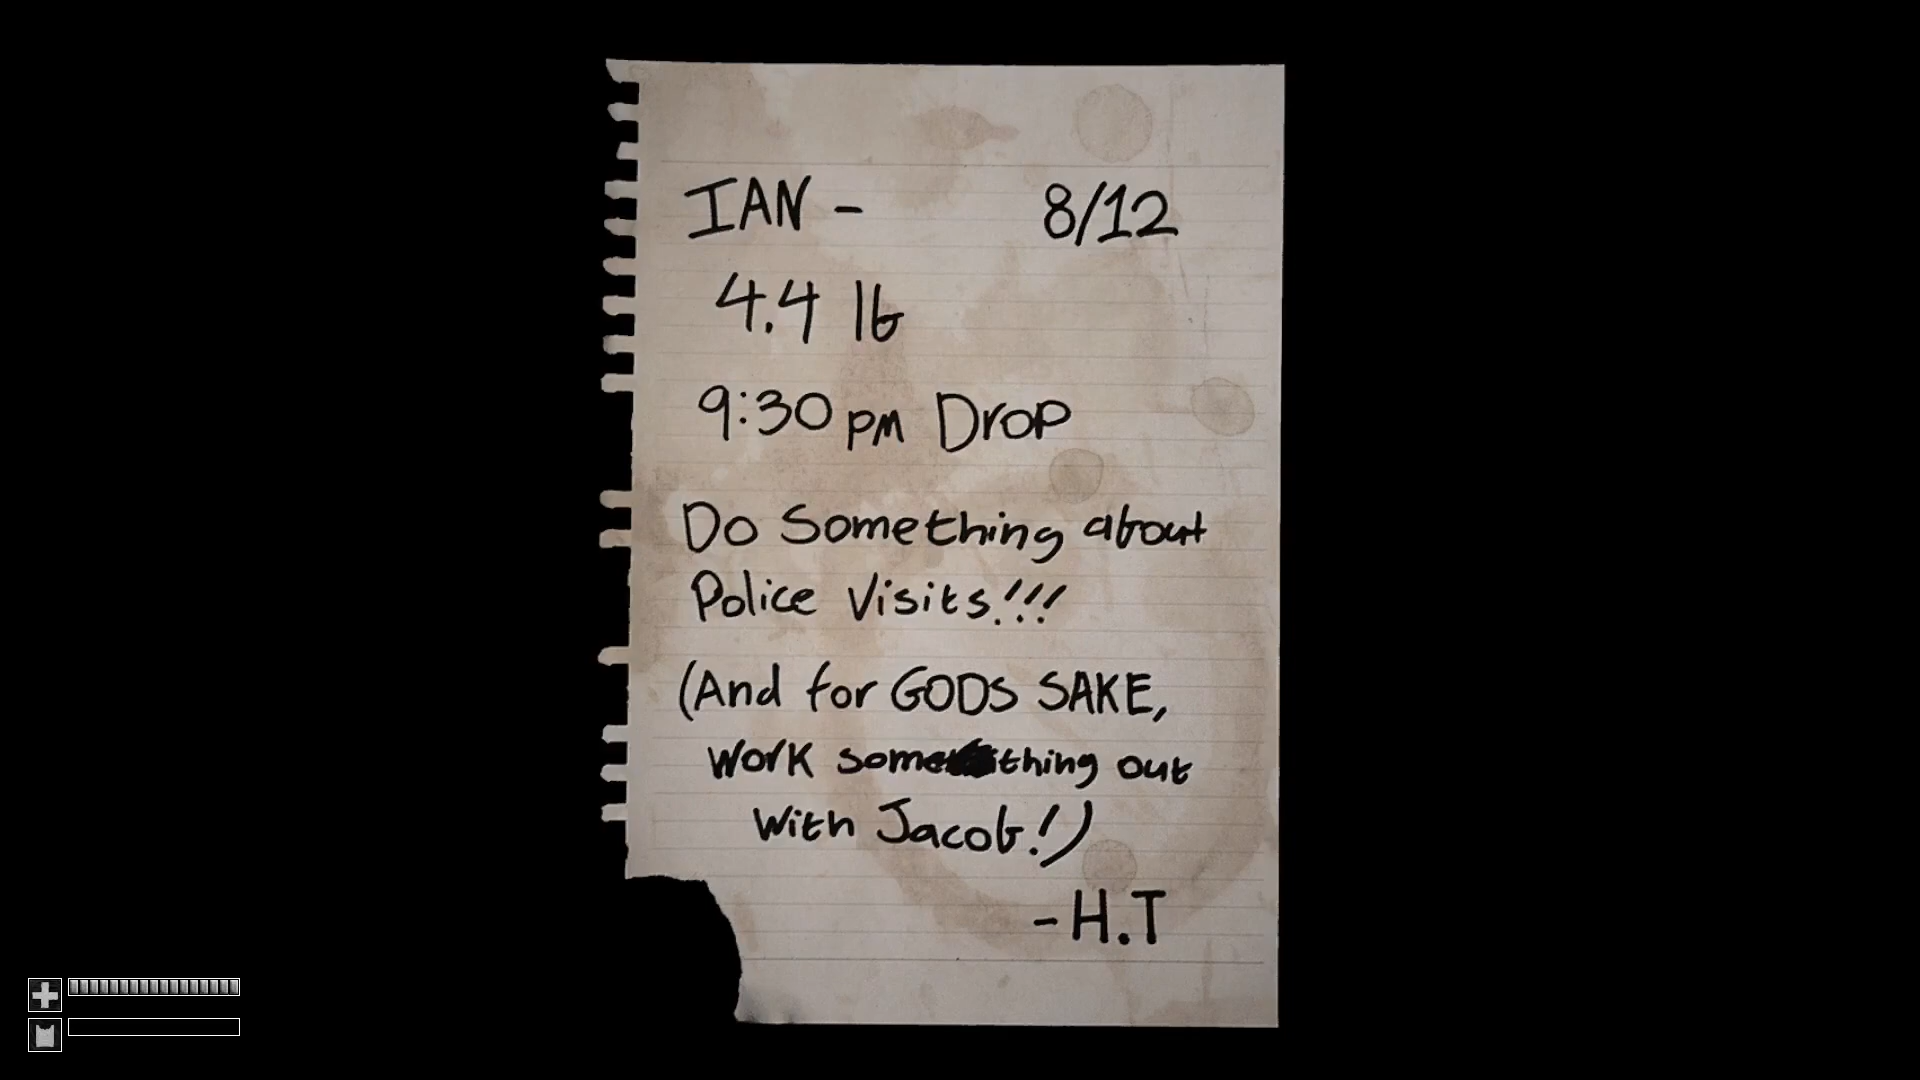 IAN - 8/12
4.4 lb
9:30 pm Drop
Do Something about
Police Visits!!!
(And for GODS SAKE,
work something out
with Jacob!)
-H.T